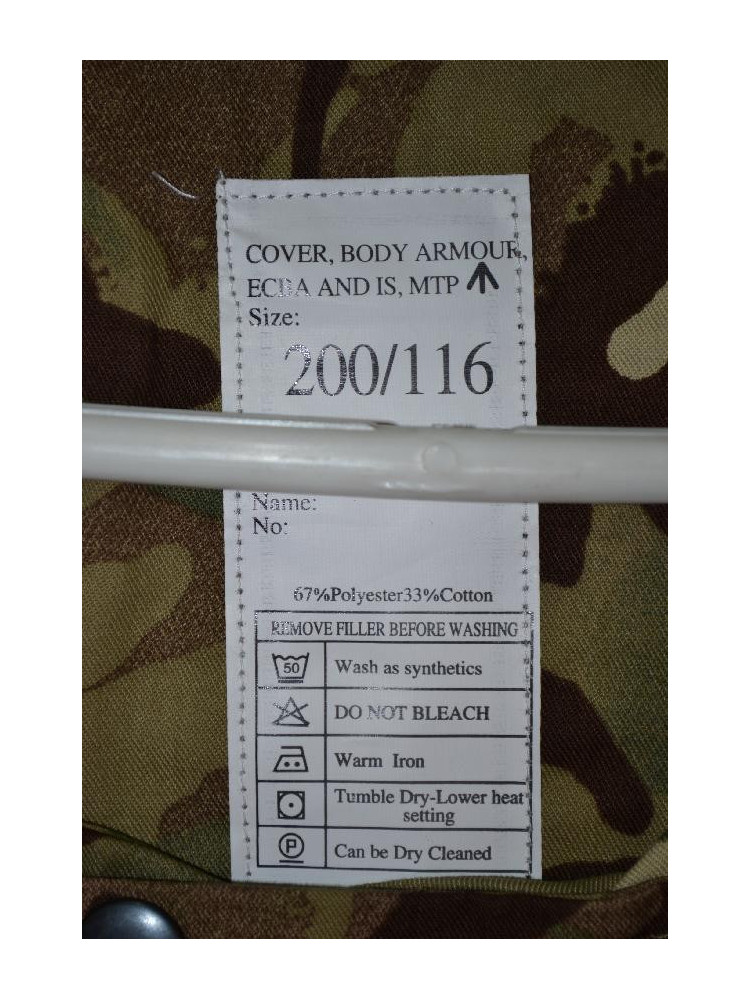 COVER, BODY ARMOUR,
ECBA AND IS, MTP
Size:
200/116
Name:
No:
67%Polyester33%Cotton
REMOVE FILLER BEFORE WASHING
50 Wash as synthetics
DO NOT BLEACH
Warm Iron
Tumble Dry-Lower heat
setting
P Can be Dry Cleaned